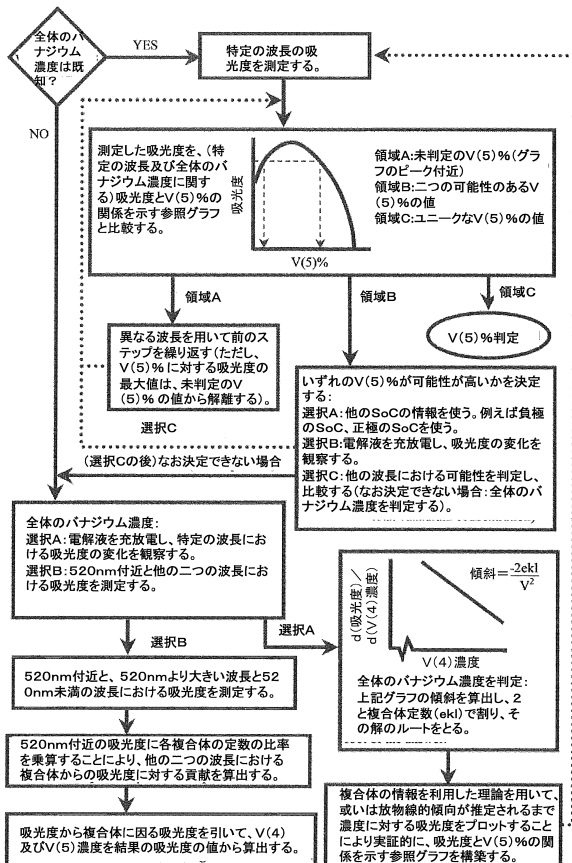 全体のバ
ナジウム
濃度は既
知？
YES
NO
特定の波長の吸
光度を測定する。
測定した吸光度を、（特
定の波長及び全体のバ
ナジウム濃度に関す
る）吸光度とV(5)%の
関係を示す参照グラフ
と比較する。
吸光度
V(5)%
領域A:未判定のV(5)%(グラ
フのピーク付近)
領域B:二つの可能性のあるV
(5)%の値
領域C:ユニークなV(5)%の値
領域A
領域B
領域C
異なる波長を用いて前のス
テップを繰り返す(ただし、
V(5)%に対する吸光度の
最大値は、未判定のV
(5)%の値から解離する)。
V(5)%判定
いずれのV(5)%が可能性が高いかを決定
する:
選択A:他のSoCの情報を使う。例えば負極
のSoC、正極のSoCを使う。
選択B:電解液を充放電し、吸光度の変化を
観察する。
選択C:他の波長における可能性を判定し、
比較する(なお決定できない場合:全体のバ
ナジウム濃度を判定する)。
選択C
(選択Cの後)なお決定できない場合
全体のバナジウム濃度:
選択A:電解液を充放電し、特定の波長にお
ける吸光度の変化を観察する。
選択B:520nm付近と他の二つの波長にお
ける吸光度を測定する。
選択A
選択B
d(吸光度)/
d(V(4)濃度)
傾斜=-2ekl/V²
V(4)濃度
全体のバナジウム濃度を判定:
上記グラフの傾斜を算出し、2
と複合体定数(ekl)で割り、そ
の解のルートをとる。
520nm付近と、520nmより大きい波長と52
0nm未満の波長における吸光度を測定する。
520nm付近の吸光度に各複合体の定数の比率
を乗算することにより、他の二つの波長における
複合体からの吸光度に対する貢献を算出する。
吸光度から複合体に因る吸光度を引いて、V(4)
及びV(5)濃度を結果の吸光度の値から算出する。
複合体の情報を利用した理論を用いて、
或いは放物線的傾向が推定されるまで
濃度に対する吸光度をプロットすること
により実証的に、吸光度とV(5)%の関
係を示す参照グラフを構築する。